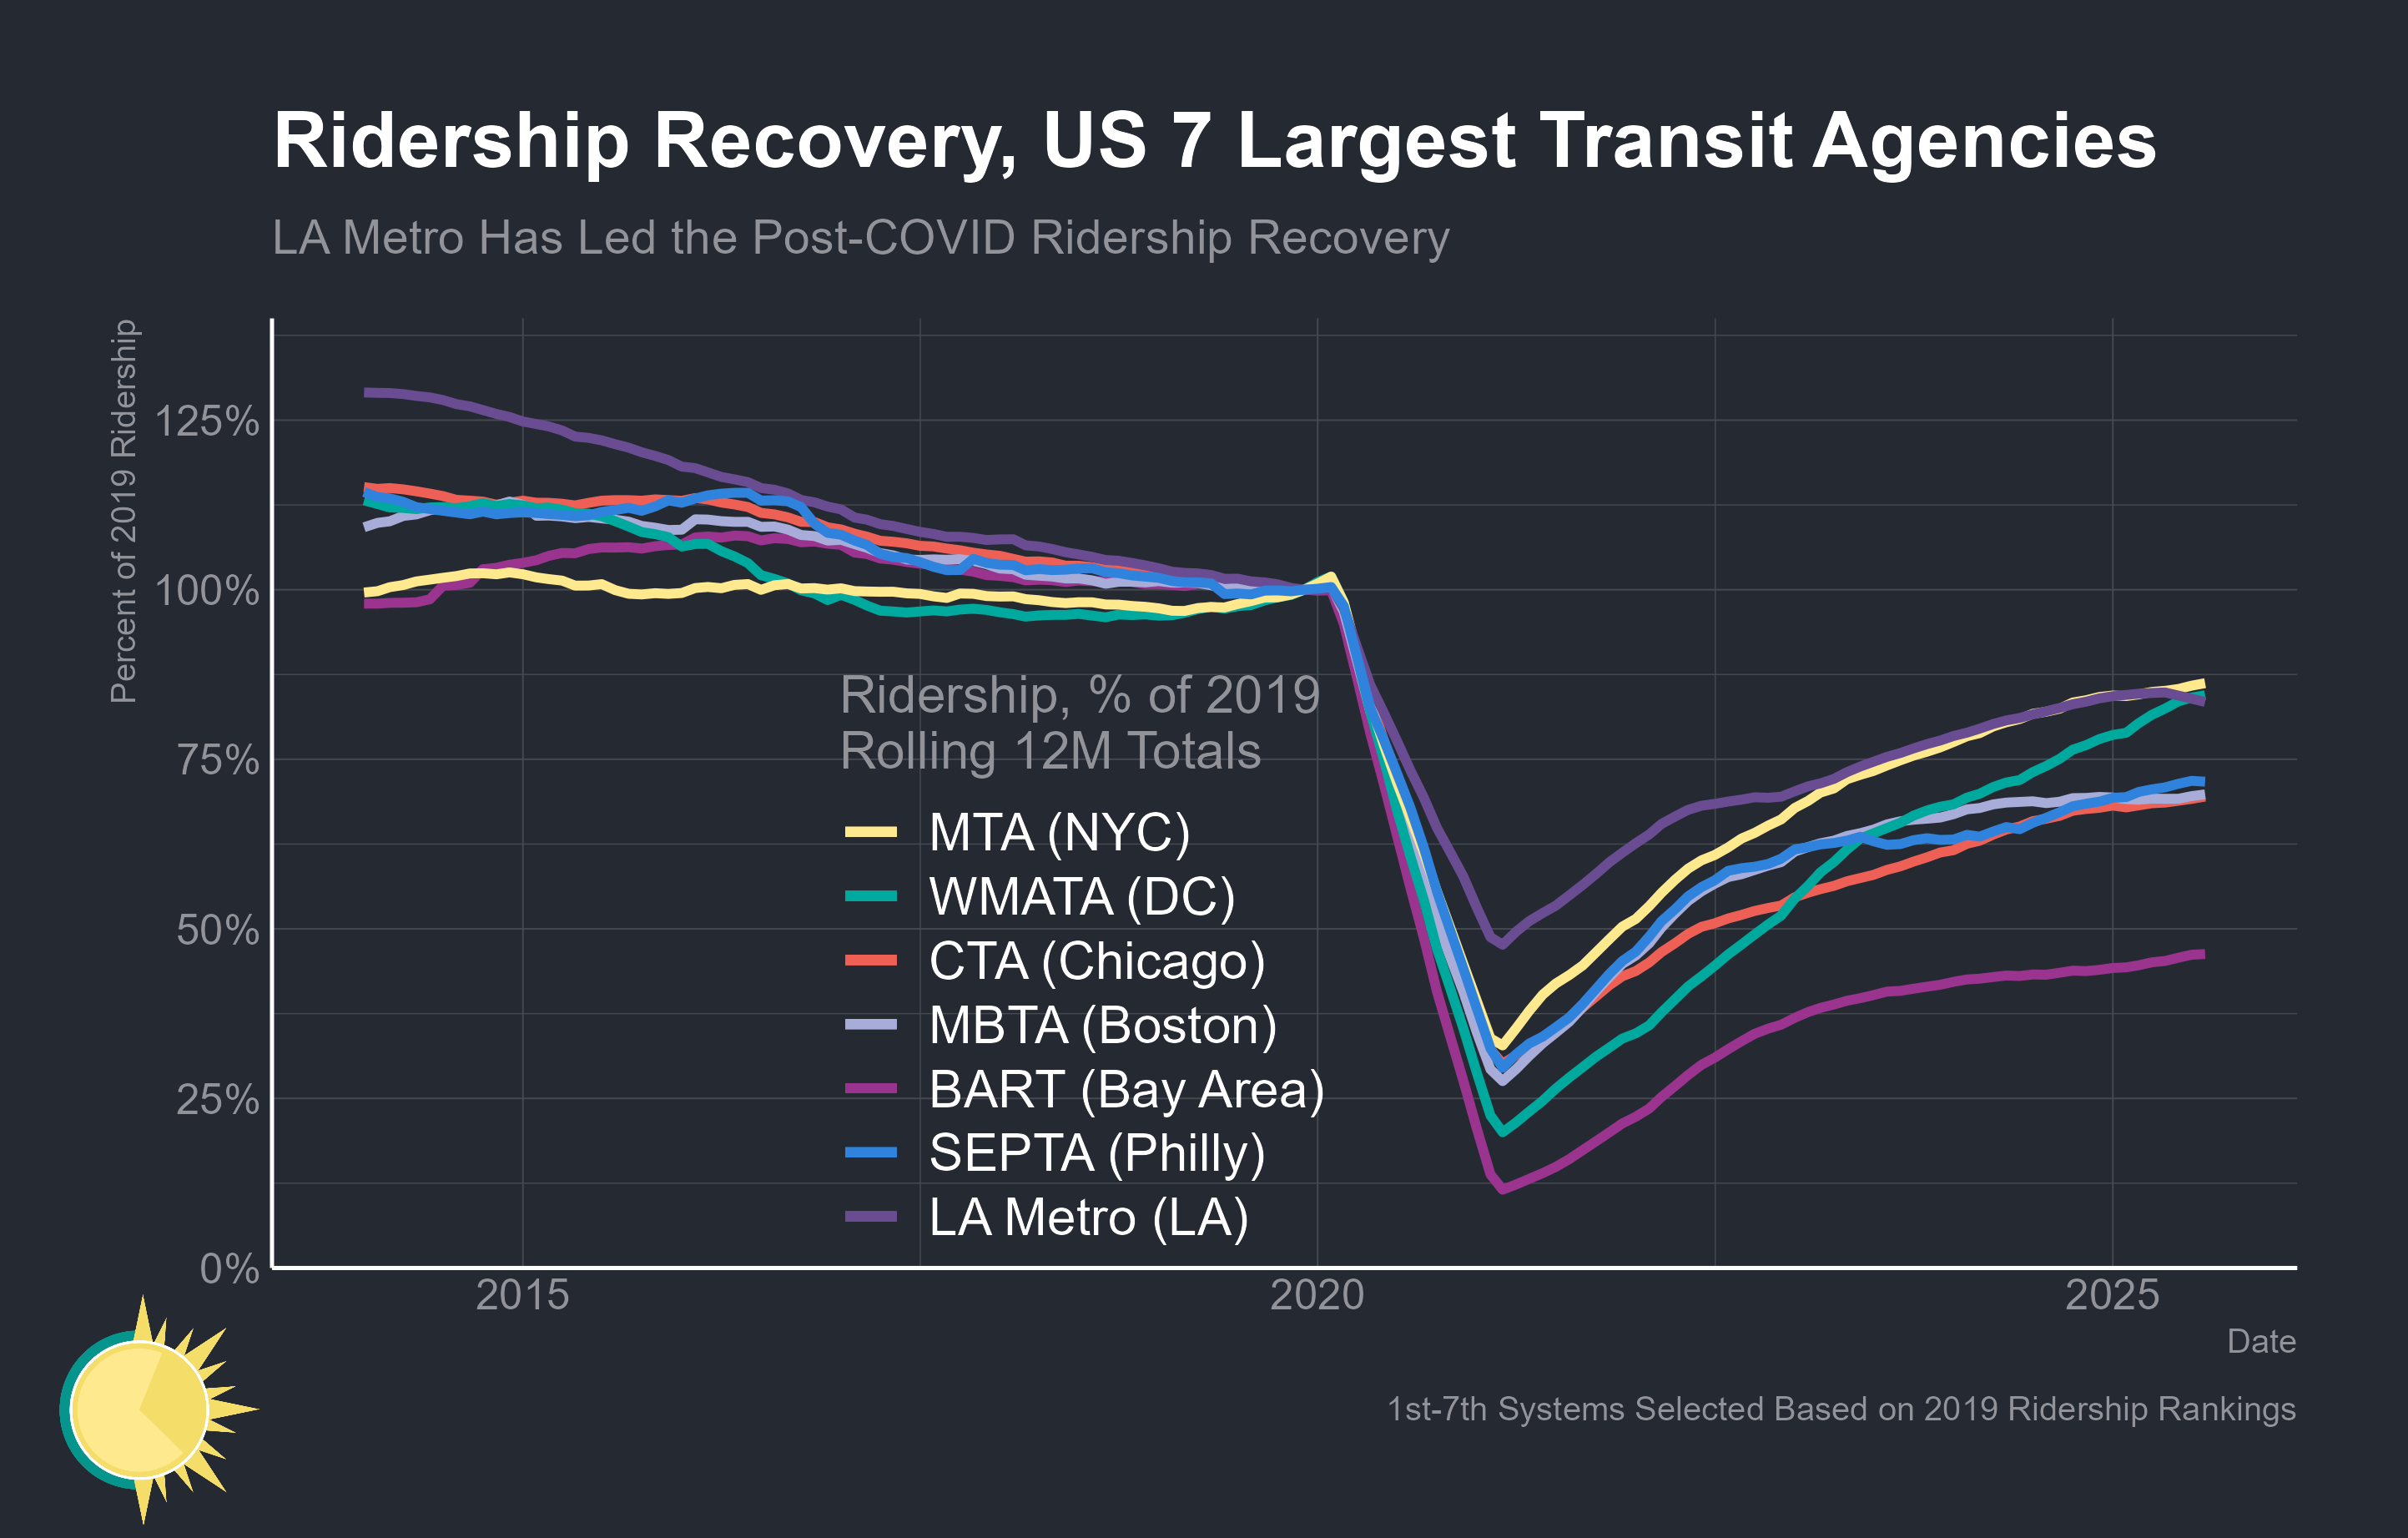 Ridership Recovery, US 7 Largest Transit Agencies
LA Metro Has Led the Post-COVID Ridership Recovery
Percent of 2019 Ridership
125%
100%
75%
50%
25%
0%
Ridership, % of 2019
Rolling 12M Totals
MTA (NYC)
WMATA (DC)
CTA (Chicago)
MBTA (Boston)
BART (Bay Area)
SEPTA (Philly)
LA Metro (LA)
2015
2020
2025
Date
1st-7th Systems Selected Based on 2019 Ridership Rankings